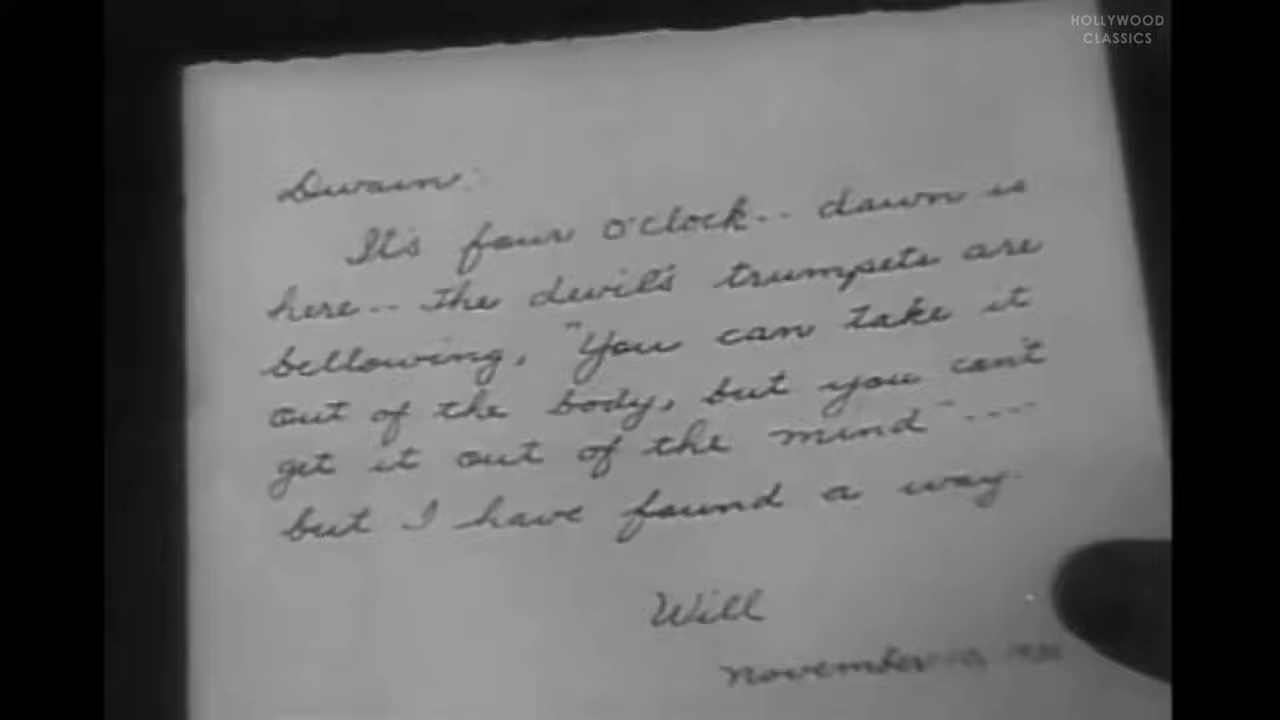 HOLLYWOOD
CLASSICS
Dwain:
It's four o'clock.. dawn is
here.. the devil's trumpets are
bellowing, "You can take it
out of the body, but you can't
get it out of the mind" ----
but I have found a way.
Will
November